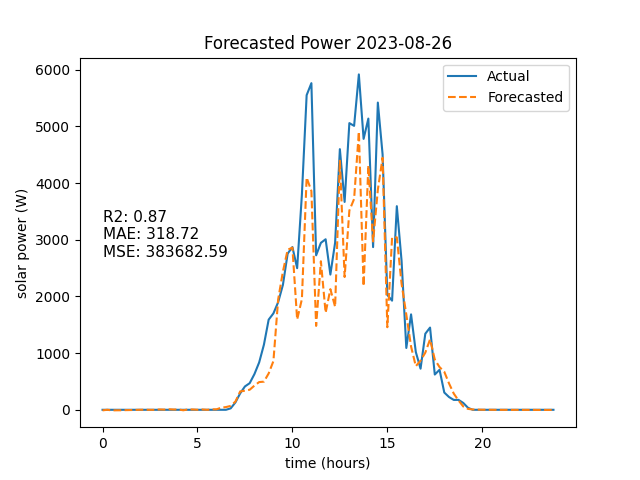 Forecasted Power 2023-08-26
Actual
Forecasted
R2: 0.87
MAE: 318.72
MSE: 383682.59
solar power (W)
6000
5000
4000
3000
2000
1000
0
0 5 10 15 20
time (hours)